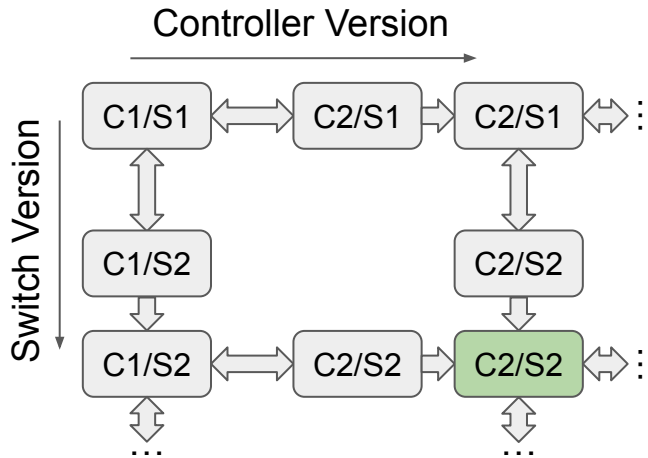 Controller Version
Switch Version
C1/S1
C2/S1
C2/S1
...
C1/S2
C2/S2
C1/S2
C2/S2
C2/S2
...
...
...